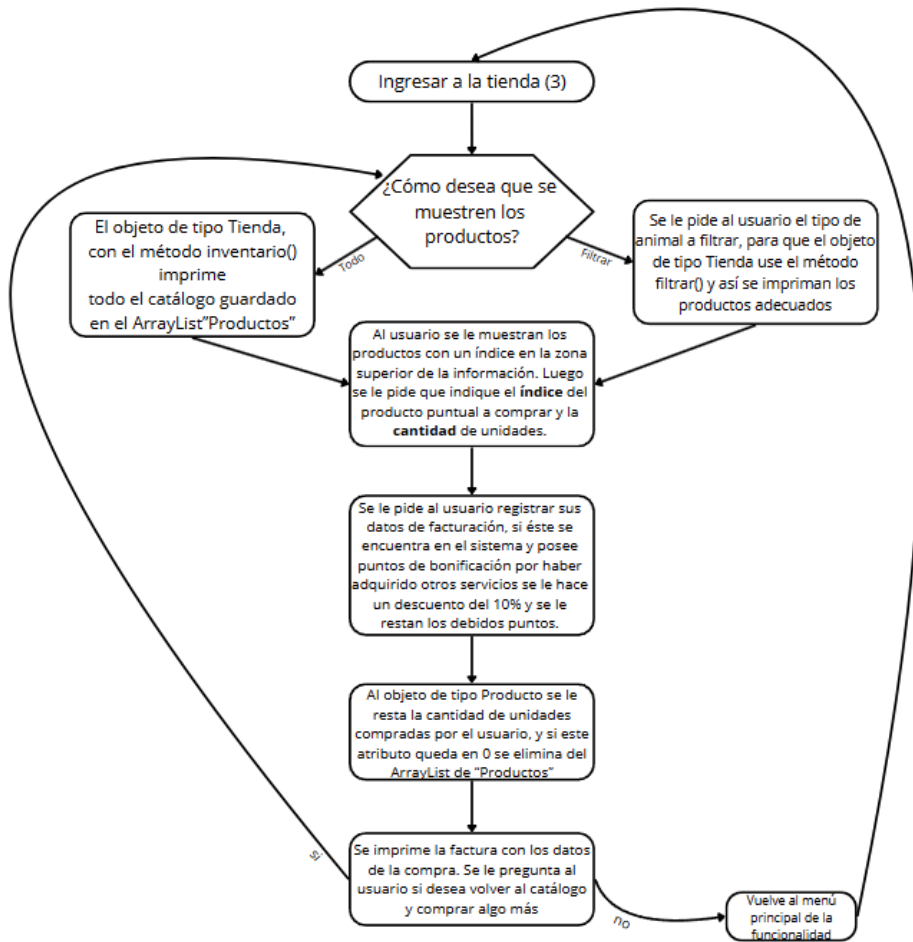 Ingresar a la tienda (3)
¿Cómo desea que se
muestren los
productos?
Todo
Filtrar
El objeto de tipo Tienda,
con el método inventario()
imprime
todo el catálogo guardado
en el ArrayList"Productos"
Se le pide al usuario el tipo de
animal a filtrar, para que el objeto
de tipo Tienda use el método
filtrar() y así se impriman los
productos adecuados
Al usuario se le muestran los
productos con un índice en la zona
superior de la información. Luego
se le pide que indique el índice del
producto puntual a comprar y la
cantidad de unidades.
Se le pide al usuario registrar sus
datos de facturación, si éste se
encuentra en el sistema y posee
puntos de bonificación por haber
adquirido otros servicios se le hace
un descuento del 10% y se le
restan los debidos puntos.
Al objeto de tipo Producto se le
resta la cantidad de unidades
compradas por el usuario, y si este
atributo queda en 0 se elimina del
ArrayList de "Productos"
Se imprime la factura con los datos
de la compra. Se le pregunta al
usuario si desea volver al catálogo
y comprar algo más
si
no
Vuelve al menú
principal de la
funcionalidad